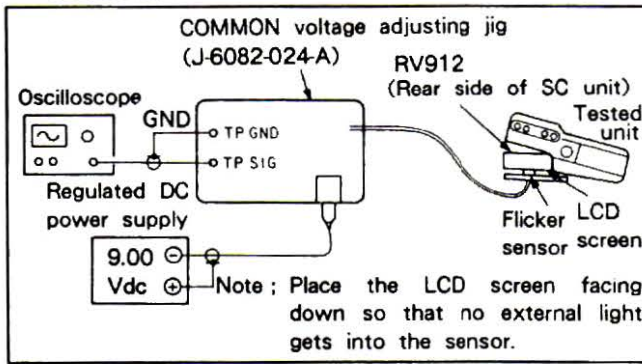 COMMON voltage adjusting jig
(J-6082-024-A)
RV912
(Rear side of SC unit)
Oscilloscope
GND
TP GND
TP SIG
Tested
unit
Regulated DC
power supply
Flicker
sensor
LCD
screen
9.00
Vdc
Note ; Place the LCD screen facing
down so that no external light
gets into the sensor.